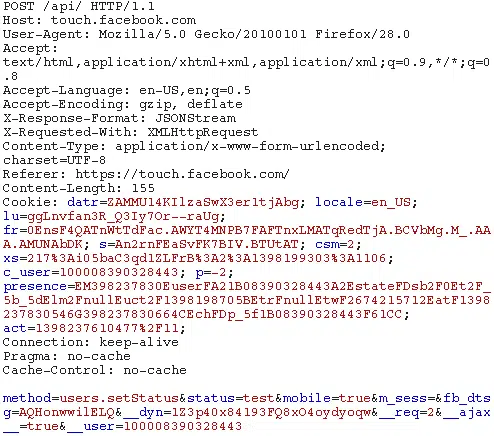 POST /api/ HTTP/1.1
Host: touch.facebook.com
User-Agent: Mozilla/5.0 Gecko/20100101 Firefox/28.0
Accept:
text/html,application/xhtml+xml,application/xml;q=0.9,*/*;q=0
.8
Accept-Language: en-US,en;q=0.5
Accept-Encoding: gzip, deflate
X-Response-Format: JSONStream
X-Requested-With: XMLHttpRequest
Content-Type: application/x-www-form-urlencoded;
charset=UTF-8
Referer: https://touch.facebook.com/
Content-Length: 155
Cookie: datr=ZAMMU14KIlzaSwX3er1tjAbg; locale=en_US;
lu=ggLnvfan3R_Q3Iy7Or--raUg;
fr=0EnsF4QATnWtTdFac.AWYT4MNPB7FAFTnxLMATqRedTjA.BCVbMg.M_.AA
A.AMUNAbDK; s=An2rnFEaSvFK7BIV.BTUtAT; csm=2;
xs=217%3Ai05baC3qdlZLFrB%3A2%3A1398199303%3A1106;
c_user=100008390328443; p=-2;
presence=EM398237830EuserFA21B08390328443A2EstateFDsb2F0Et2F_
5b_5dElm2FnullEuct2F1398198705BEtrFnullEtwF2674215712EatF1398
237830546G398237830664CEchFDp_5f1B08390328443F61CC;
act=1398237610477%2F11;
Connection: keep-alive
Pragma: no-cache
Cache-Control: no-cache
method=users.setStatus&status=test&mobile=true&m_sess=&fb_dts
g=AQHonwwilELQ&__dyn=1Z3p40x84193FQ8xO4oydyoqw&__req=2&__ajax
__=true&__user=100008390328443